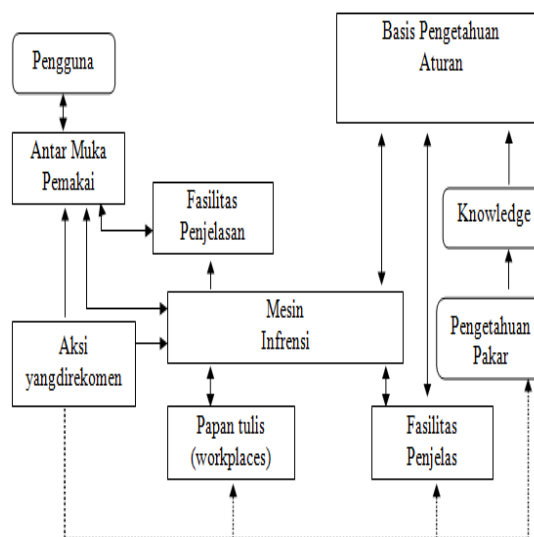 Basis Pengetahuan
Aturan
Pengguna
Antar Muka
Pemakai
Fasilitas
Penjelasan
Knowledge
Mesin
Infrensi
Pengetahuan
Pakar
Aksi
yangdirekomen
Papan tulis
(workplaces)
Fasilitas
Penjelas